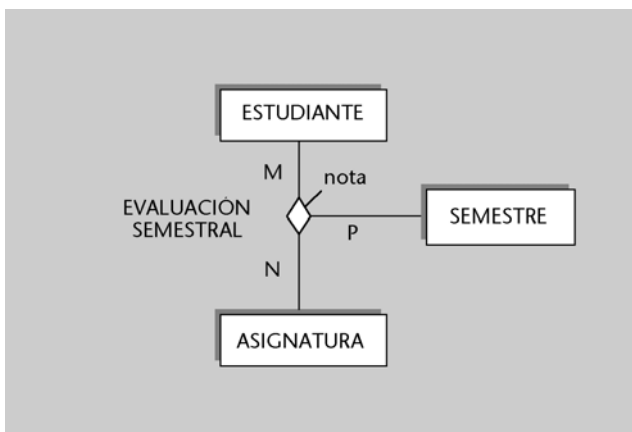 ESTUDIANTE
M
nota
EVALUACIÓN
SEMESTRAL
SEMESTRE
P
N
ASIGNATURA